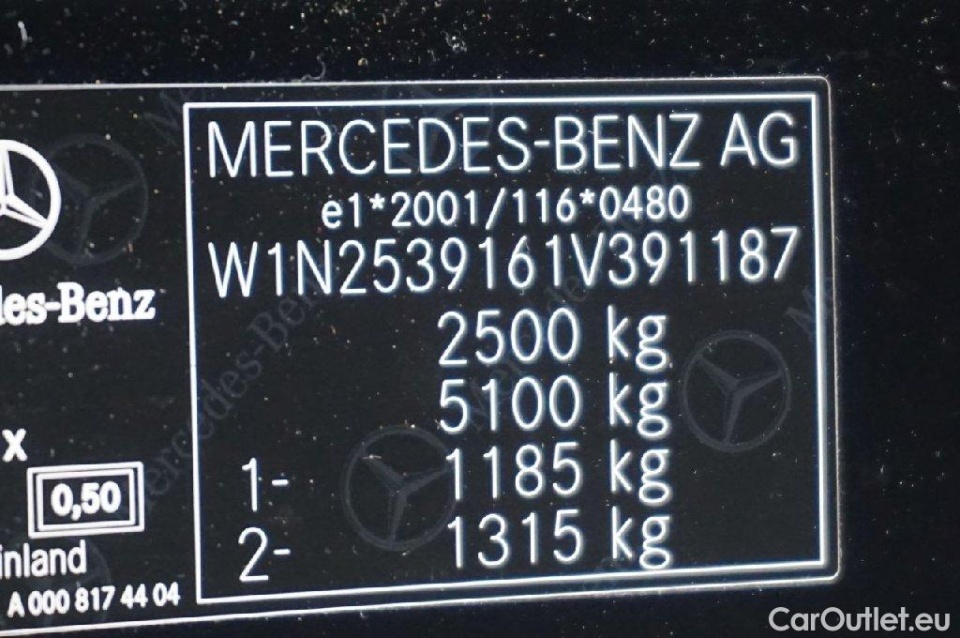 MERCEDES-BENZ AG
e1*2001/116*0480
W1N2539161V391187
2500 kg
5100 kg
1- 1185 kg
2- 1315 kg
des-Benz
x
0,50
inland
A 000 817 44 04
CarOutlet.eu